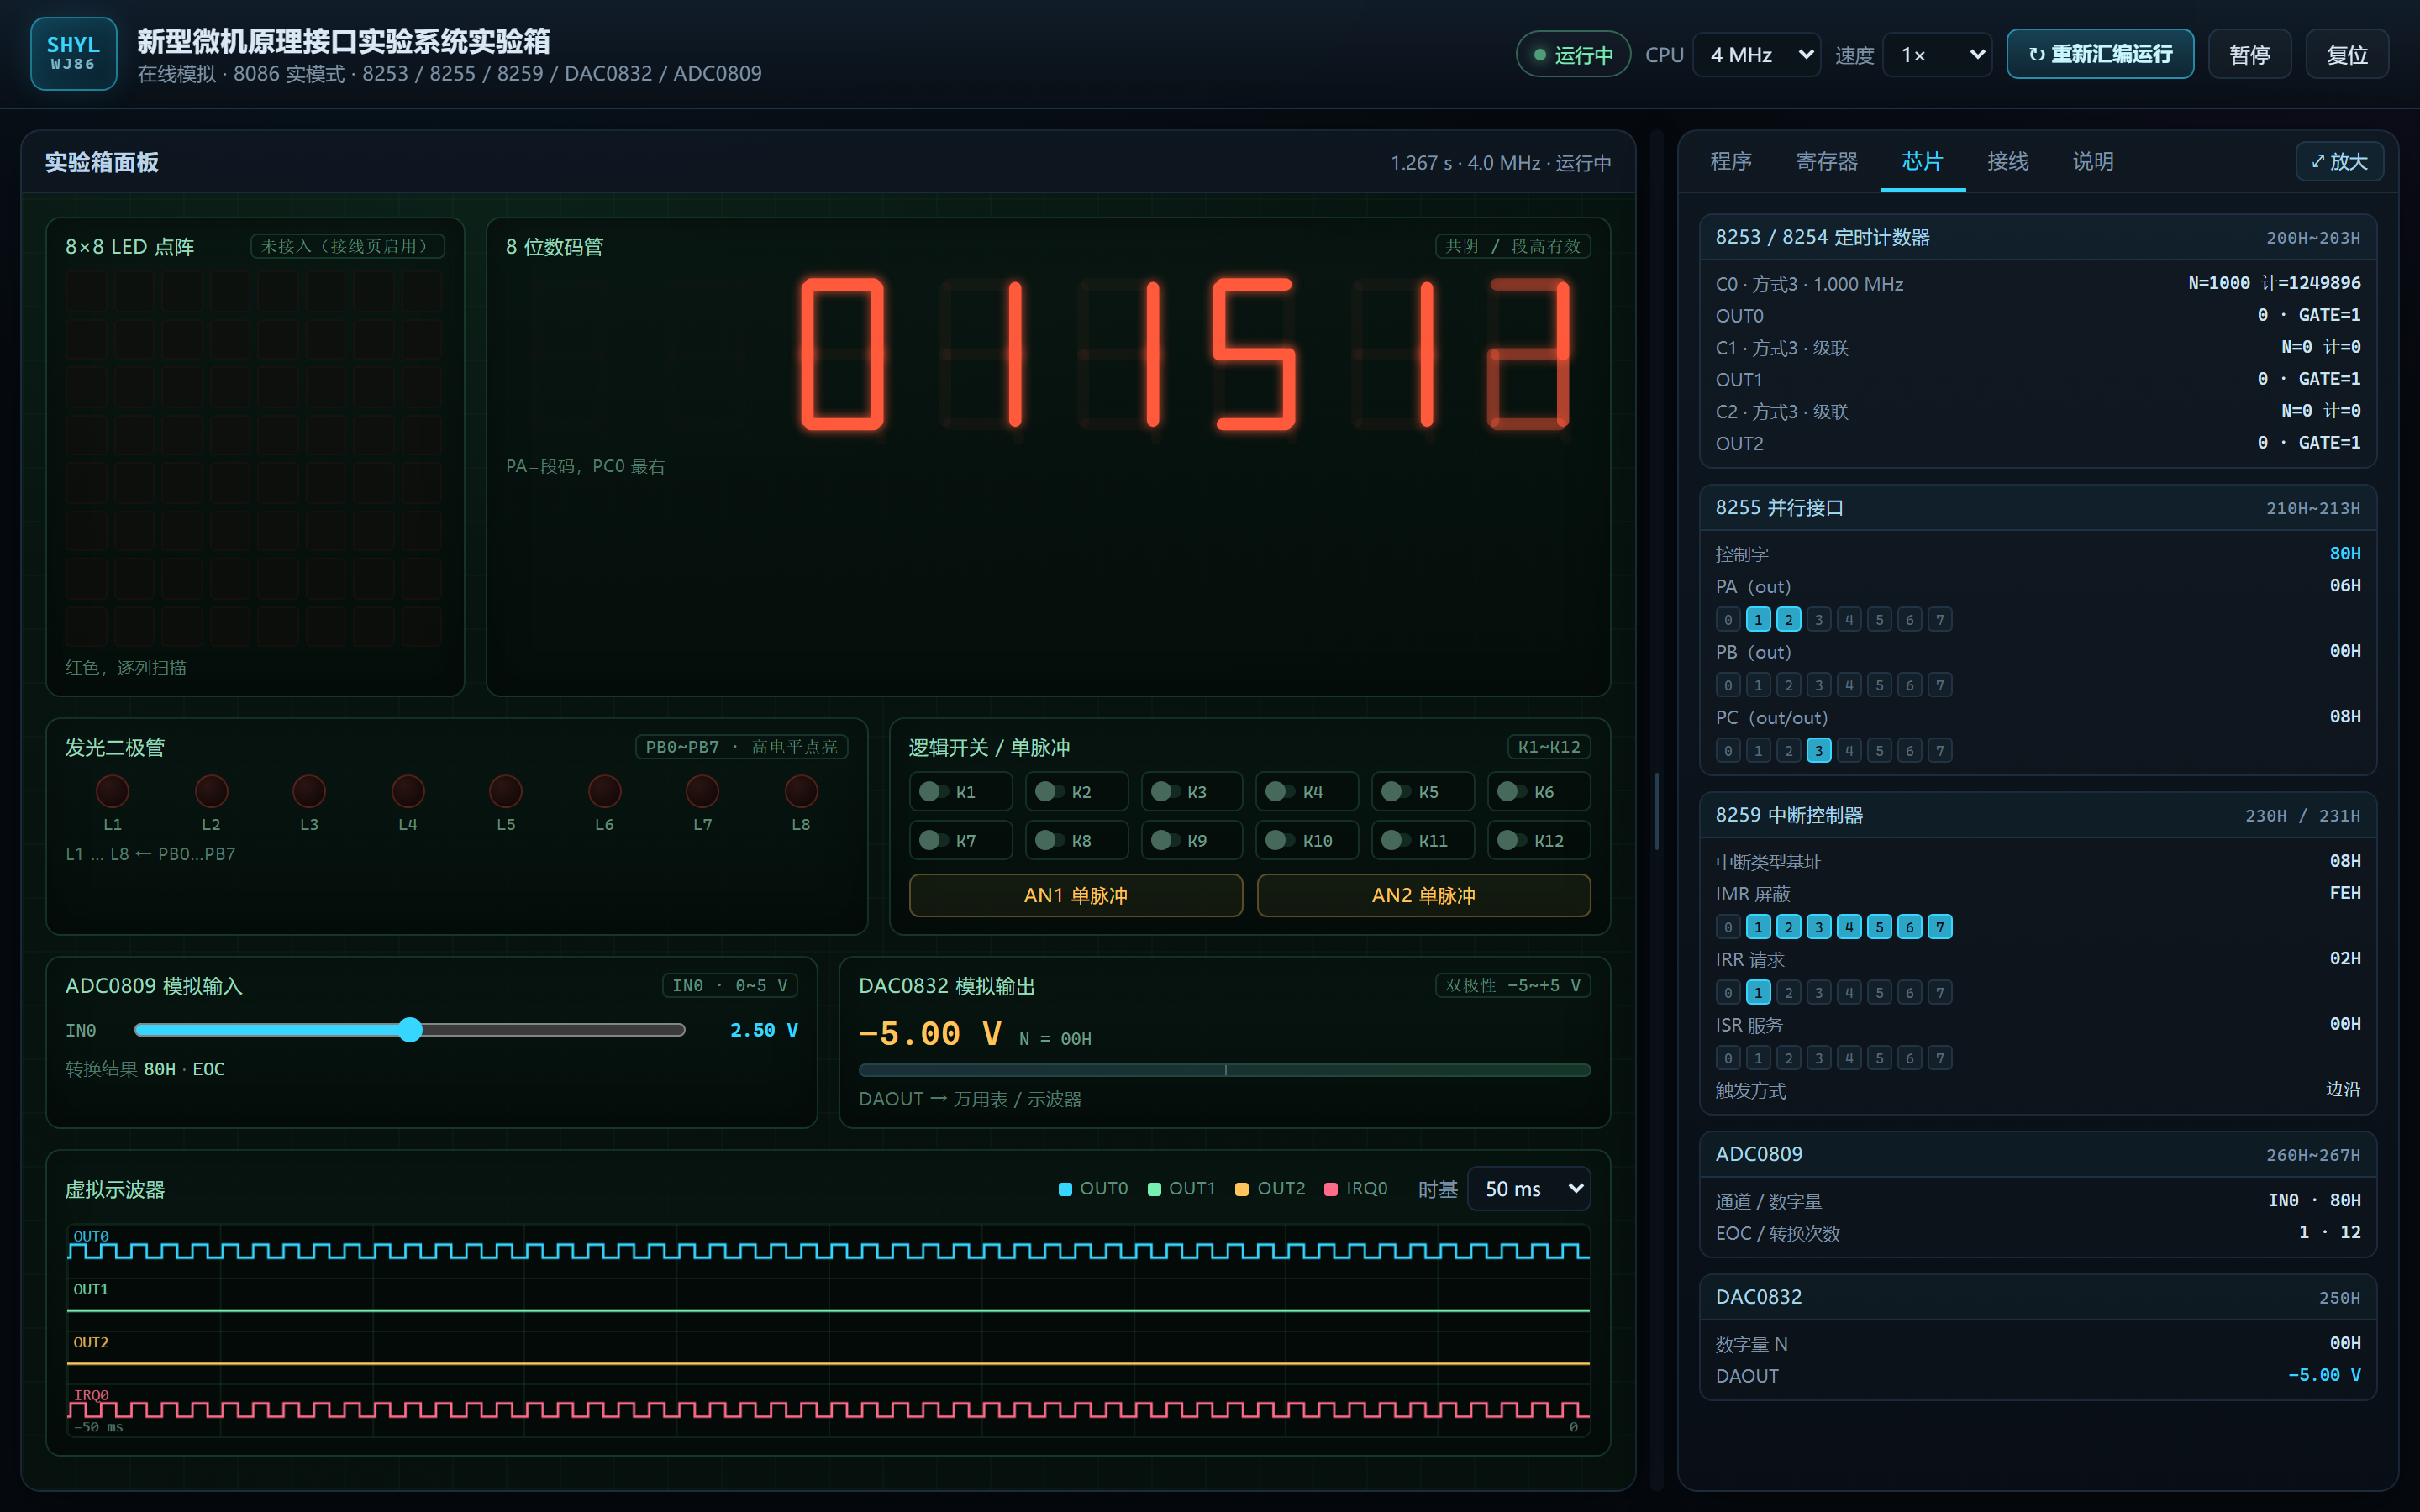 SHYL
WJ86
新型微机原理接口实验系统实验箱
在线模拟 · 8086 实模式 · 8253 / 8255 / 8259 / DAC0832 / ADC0809
运行中
CPU
4 MHz
速度
1×
↻ 重新汇编运行
暂停
复位
实验箱面板
1.267 s · 4.0 MHz · 运行中
8×8 LED 点阵
未接入（接线页启用）
红色，逐列扫描
8 位数码管
共阴 / 段高有效
011512
PA=段码，PC0 最右
发光二极管
PB0~PB7 · 高电平点亮
L1 L2 L3 L4 L5 L6 L7 L8
L1 … L8 ← PB0…PB7
逻辑开关 / 单脉冲
K1~K12
K1 K2 K3 K4 K5 K6
K7 K8 K9 K10 K11 K12
AN1 单脉冲
AN2 单脉冲
ADC0809 模拟输入
IN0 · 0~5 V
IN0
2.50 V
转换结果 80H · EOC
DAC0832 模拟输出
双极性 −5~+5 V
−5.00 V N = 00H
DAOUT → 万用表 / 示波器
虚拟示波器
OUT0 OUT1 OUT2 IRQ0
时基
50 ms
OUT0
OUT1
OUT2
IRQ0
−50 ms
0
程序 寄存器 芯片 接线 说明
⤢ 放大
8253 / 8254 定时计数器
200H~203H
C0 · 方式3 · 1.000 MHz
N=1000 计=1249896
OUT0
0 · GATE=1
C1 · 方式3 · 级联
N=0 计=0
OUT1
0 · GATE=1
C2 · 方式3 · 级联
N=0 计=0
OUT2
0 · GATE=1
8255 并行接口
210H~213H
控制字
80H
PA（out）
06H
0 1 2 3 4 5 6 7
PB（out）
00H
0 1 2 3 4 5 6 7
PC（out/out）
08H
0 1 2 3 4 5 6 7
8259 中断控制器
230H / 231H
中断类型基址
08H
IMR 屏蔽
FEH
0 1 2 3 4 5 6 7
IRR 请求
02H
0 1 2 3 4 5 6 7
ISR 服务
00H
0 1 2 3 4 5 6 7
触发方式
边沿
ADC0809
260H~267H
通道 / 数字量
IN0 · 80H
EOC / 转换次数
1 · 12
DAC0832
250H
数字量 N
00H
DAOUT
−5.00 V